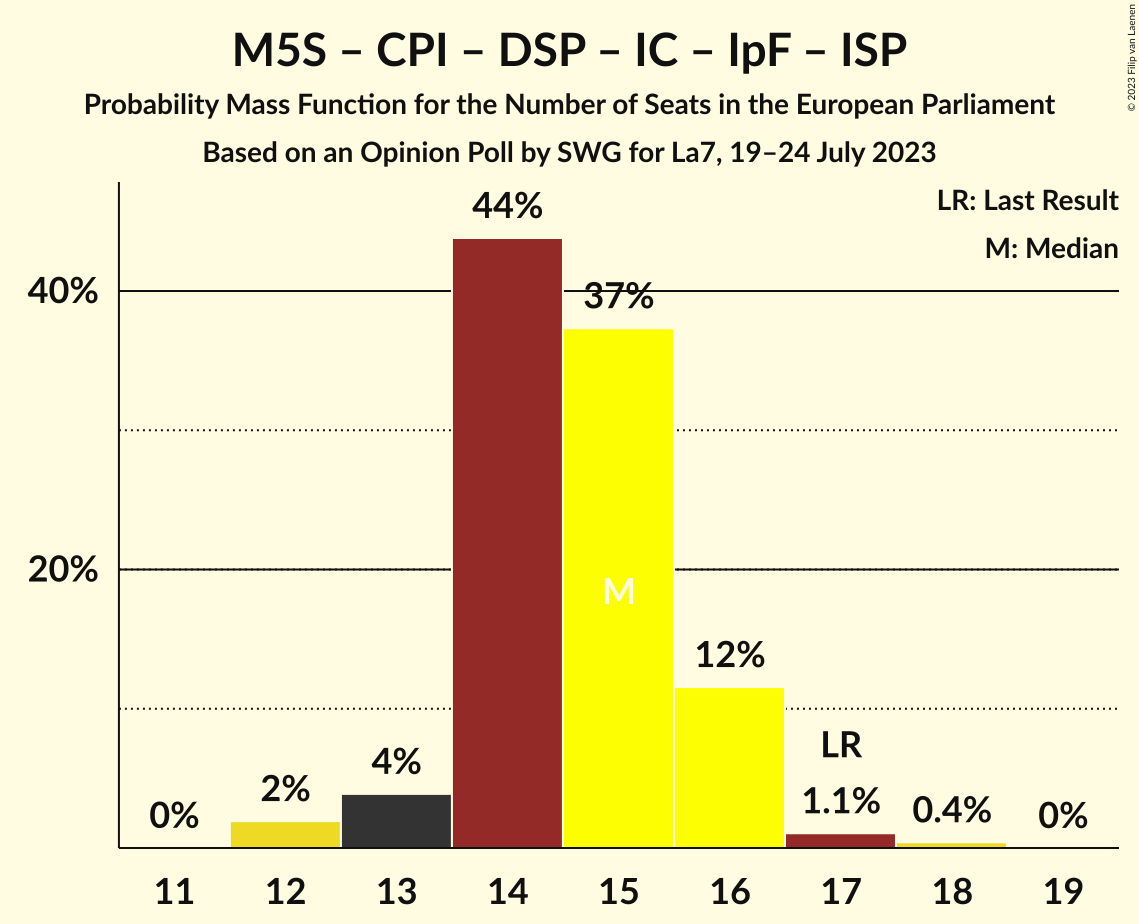 M5S – CPI – DSP – IC – IpF – ISP
Probability Mass Function for the Number of Seats in the European Parliament
Based on an Opinion Poll by SWG for La7, 19–24 July 2023
© 2023 Filip van Laenen
LR: Last Result
M: Median
40%
20%
0%
2%
4%
44%
37%
M
12%
LR
1.1%
0.4%
0%
11 12 13 14 15 16 17 18 19